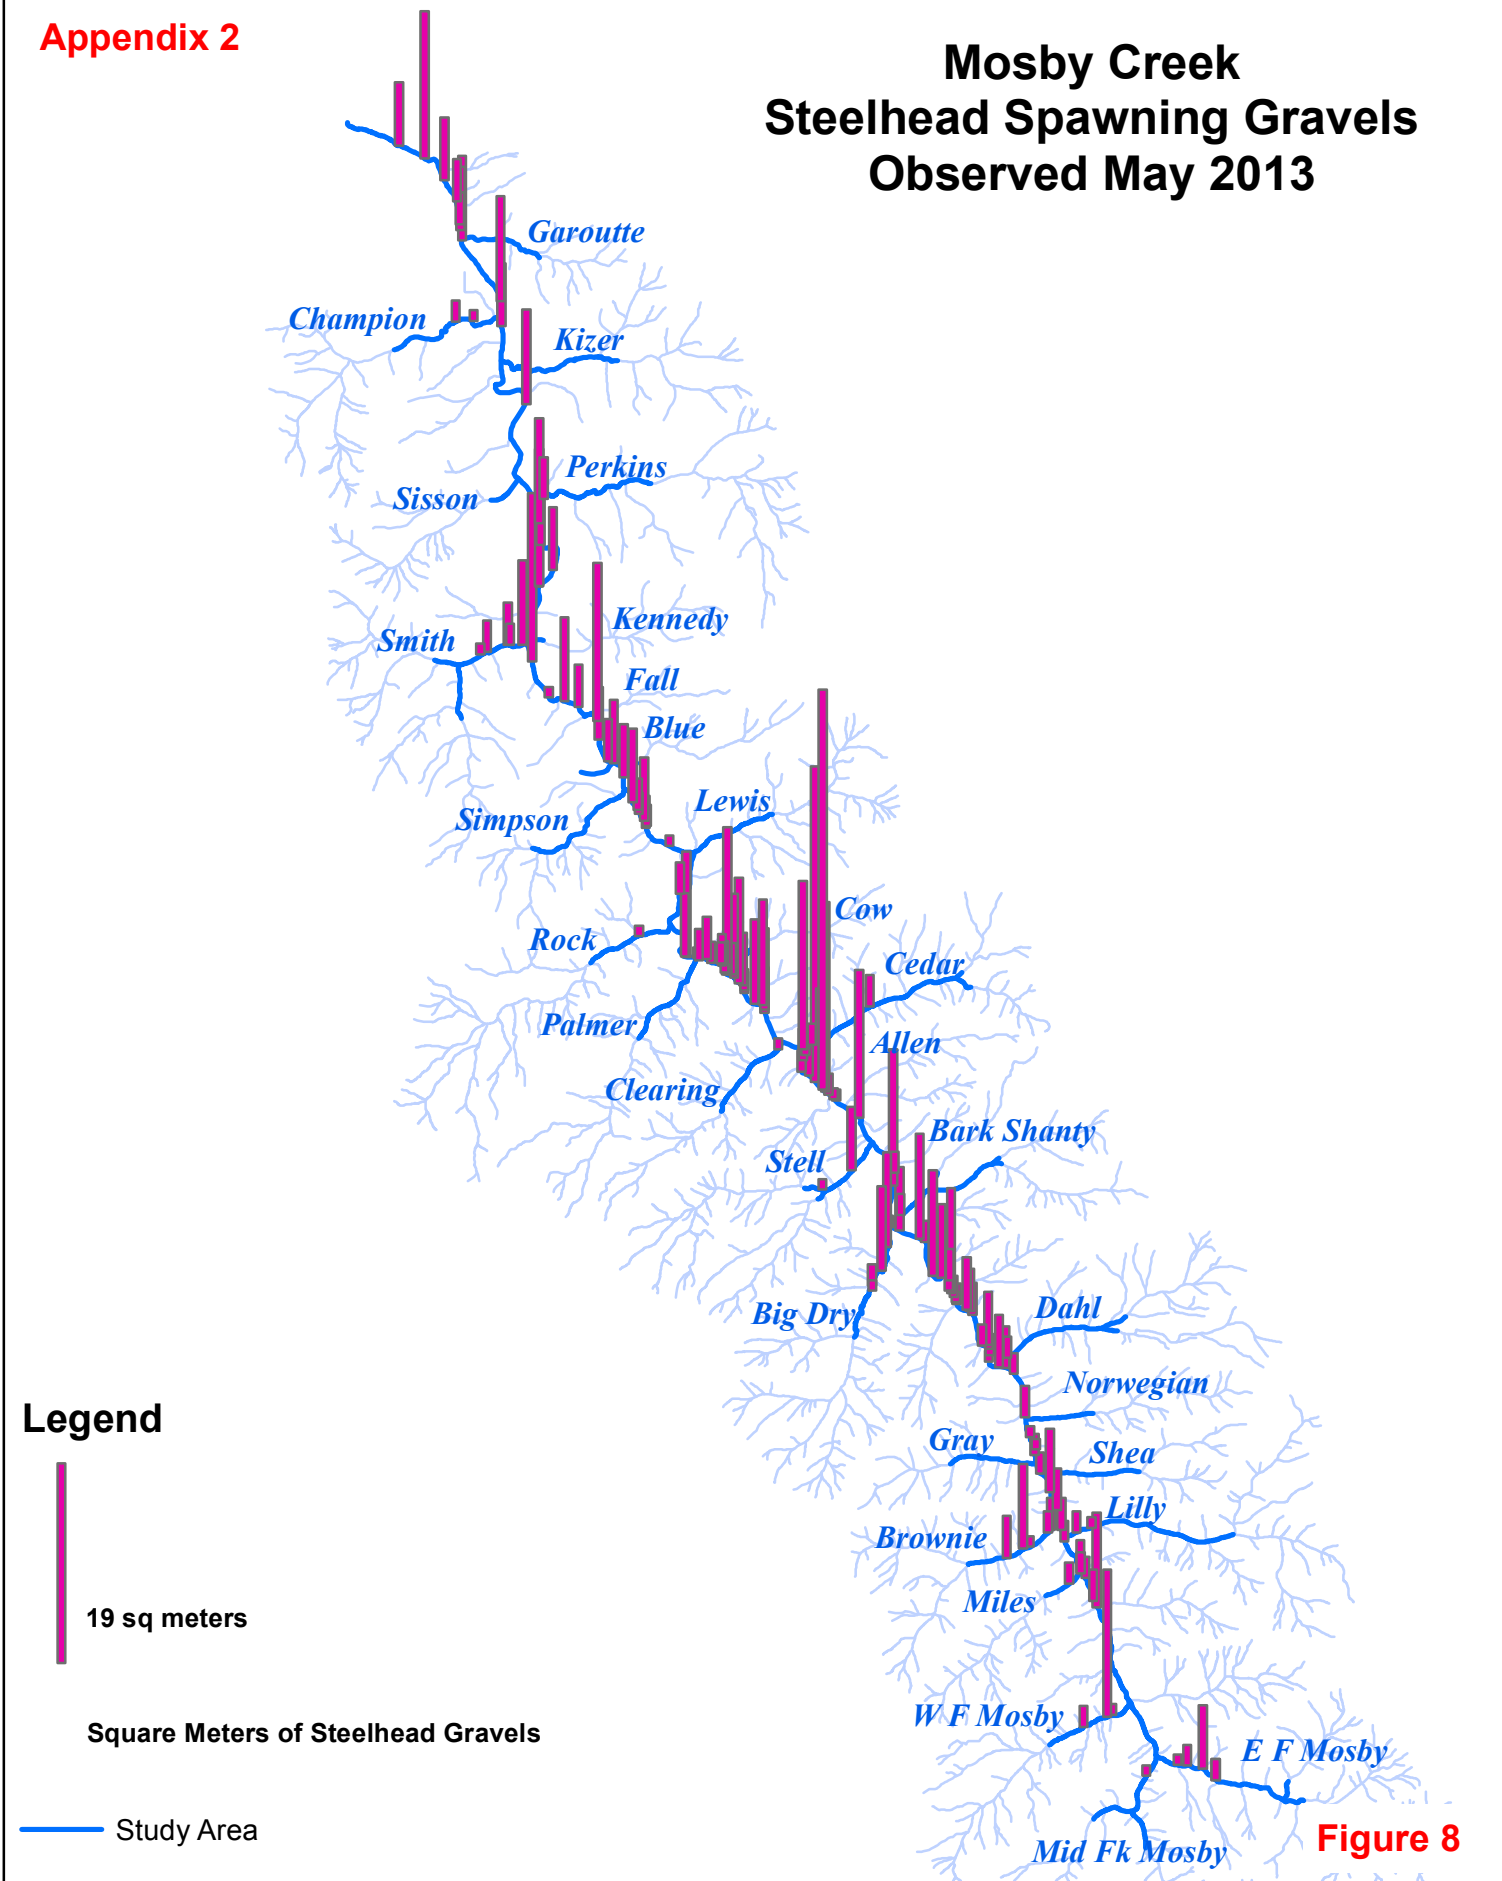 Appendix 2
Mosby Creek
Steelhead Spawning Gravels
Observed May 2013
Garoutte
Champion
Kizer
Perkins
Sisson
Kennedy
Smith
Fall
Blue
Lewis
Simpson
Cow
Rock
Cedar
Palmer
Allen
Clearing
Bark Shanty
Stell
Big Dry
Dahl
Norwegian
Legend
Gray
Shea
Lilly
Brownie
Miles
19 sq meters
W F Mosby
Square Meters of Steelhead Gravels
E F Mosby
Study Area
Figure 8
Mid Fk Mosby